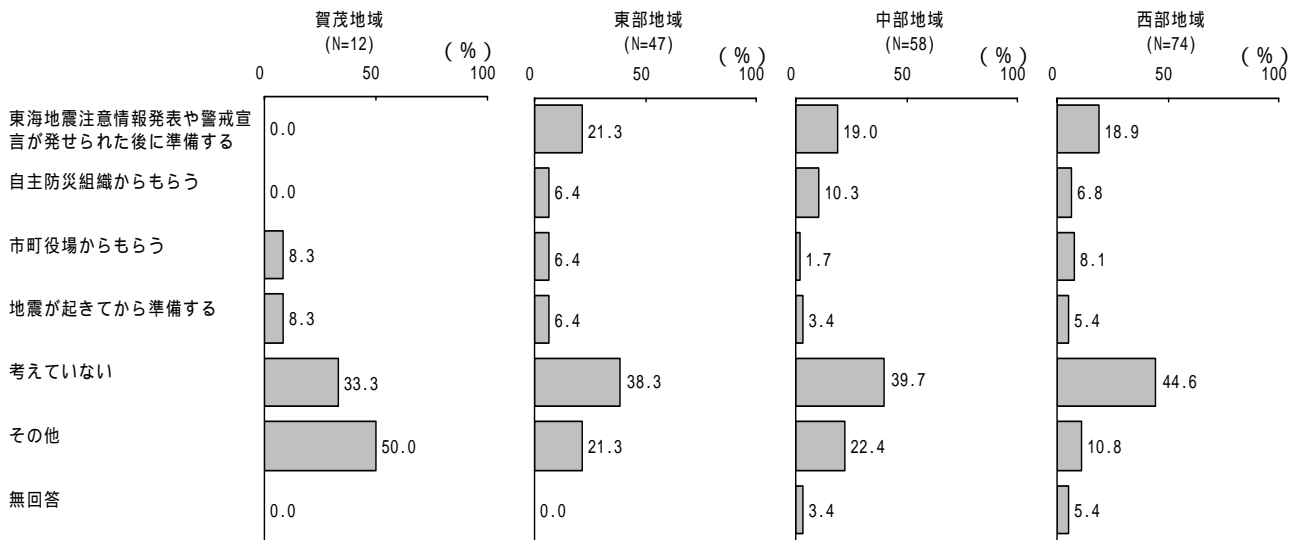 賀茂地域 東部地域 中部地域 西部地域
(N=12) (N=47) (N=58) (N=74)
(%) (%) (%) (%)
0 50 100 0 50 100 0 50 100 0 50 100
東海地震注意情報発表や警戒宣
言が発せられた後に準備する
0.0 21.3 19.0 18.9
自主防災組織からもらう
0.0 6.4 10.3 6.8
市町役場からもらう
8.3 6.4 1.7 8.1
地震が起きてから準備する
8.3 6.4 3.4 5.4
考えていない
33.3 38.3 39.7 44.6
その他
50.0 21.3 22.4 10.8
無回答
0.0 0.0 3.4 5.4